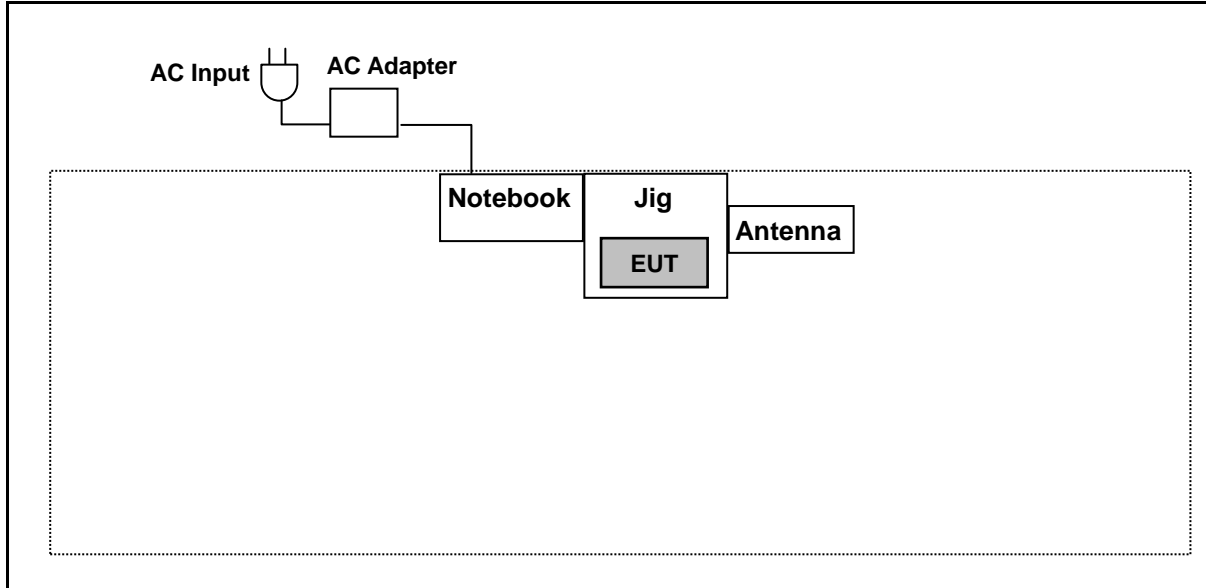 AC Input
AC Adapter
Notebook
Jig
Antenna
EUT